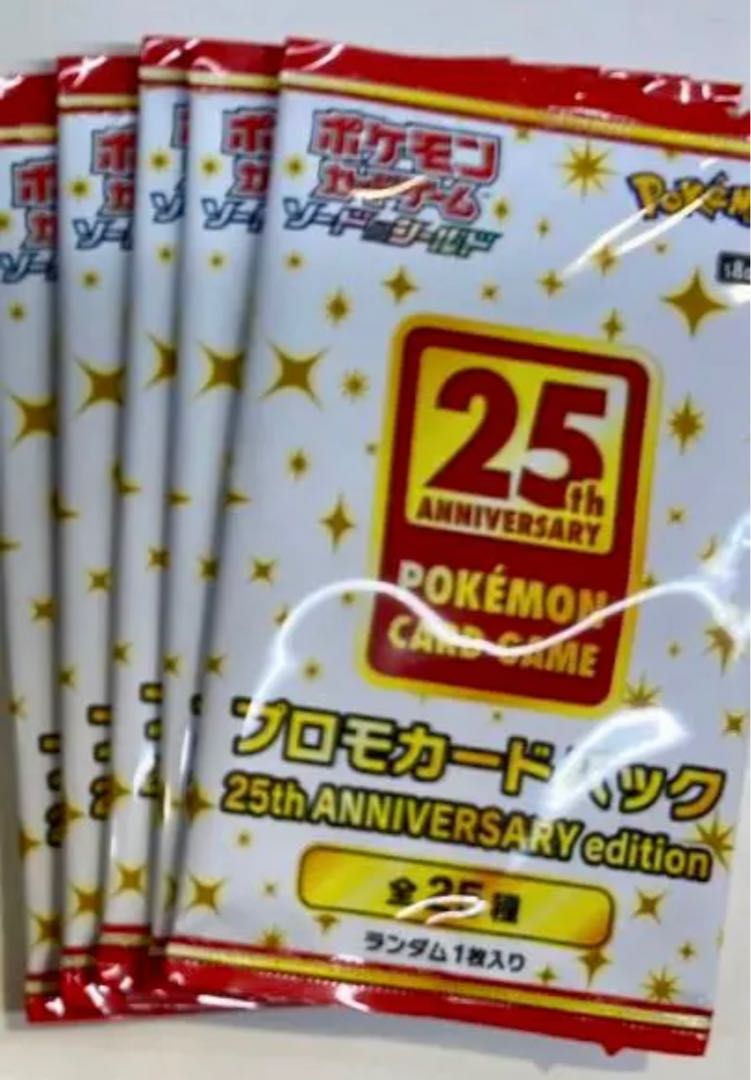 ポケモン
カードゲーム
ソード&シールド
POKÉM
s8a
25th
ANNIVERSARY
POKÉMON
CARD GAME
プロモカードパック
25th ANNIVERSARY edition
全25種
ランダム1枚入り